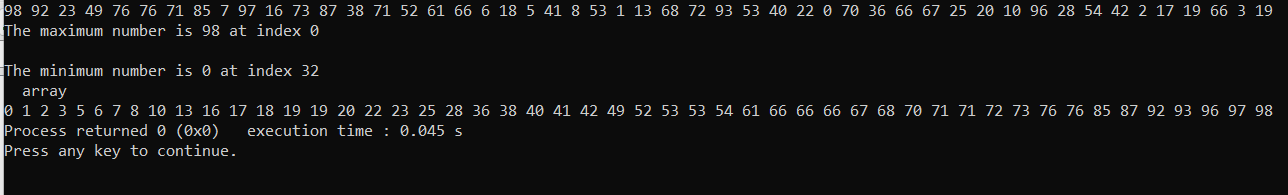 98 92 23 49 76 76 71 85 7 97 16 73 87 38 71 52 61 66 6 18 5 41 8 53 1 13 68 72 93 53 40 22 0 70 36 66 67 25 20 10 96 28 54 42 2 17 19 66 3 19
The maximum number is 98 at index 0
The minimum number is 0 at index 32
array
0 1 2 3 5 6 7 8 10 13 16 17 18 19 19 20 22 23 25 28 36 38 40 41 42 49 52 53 53 54 61 66 66 66 67 68 70 71 71 72 73 76 76 85 87 92 93 96 97 98
Process returned 0 (0x0)   execution time : 0.045 s
Press any key to continue.